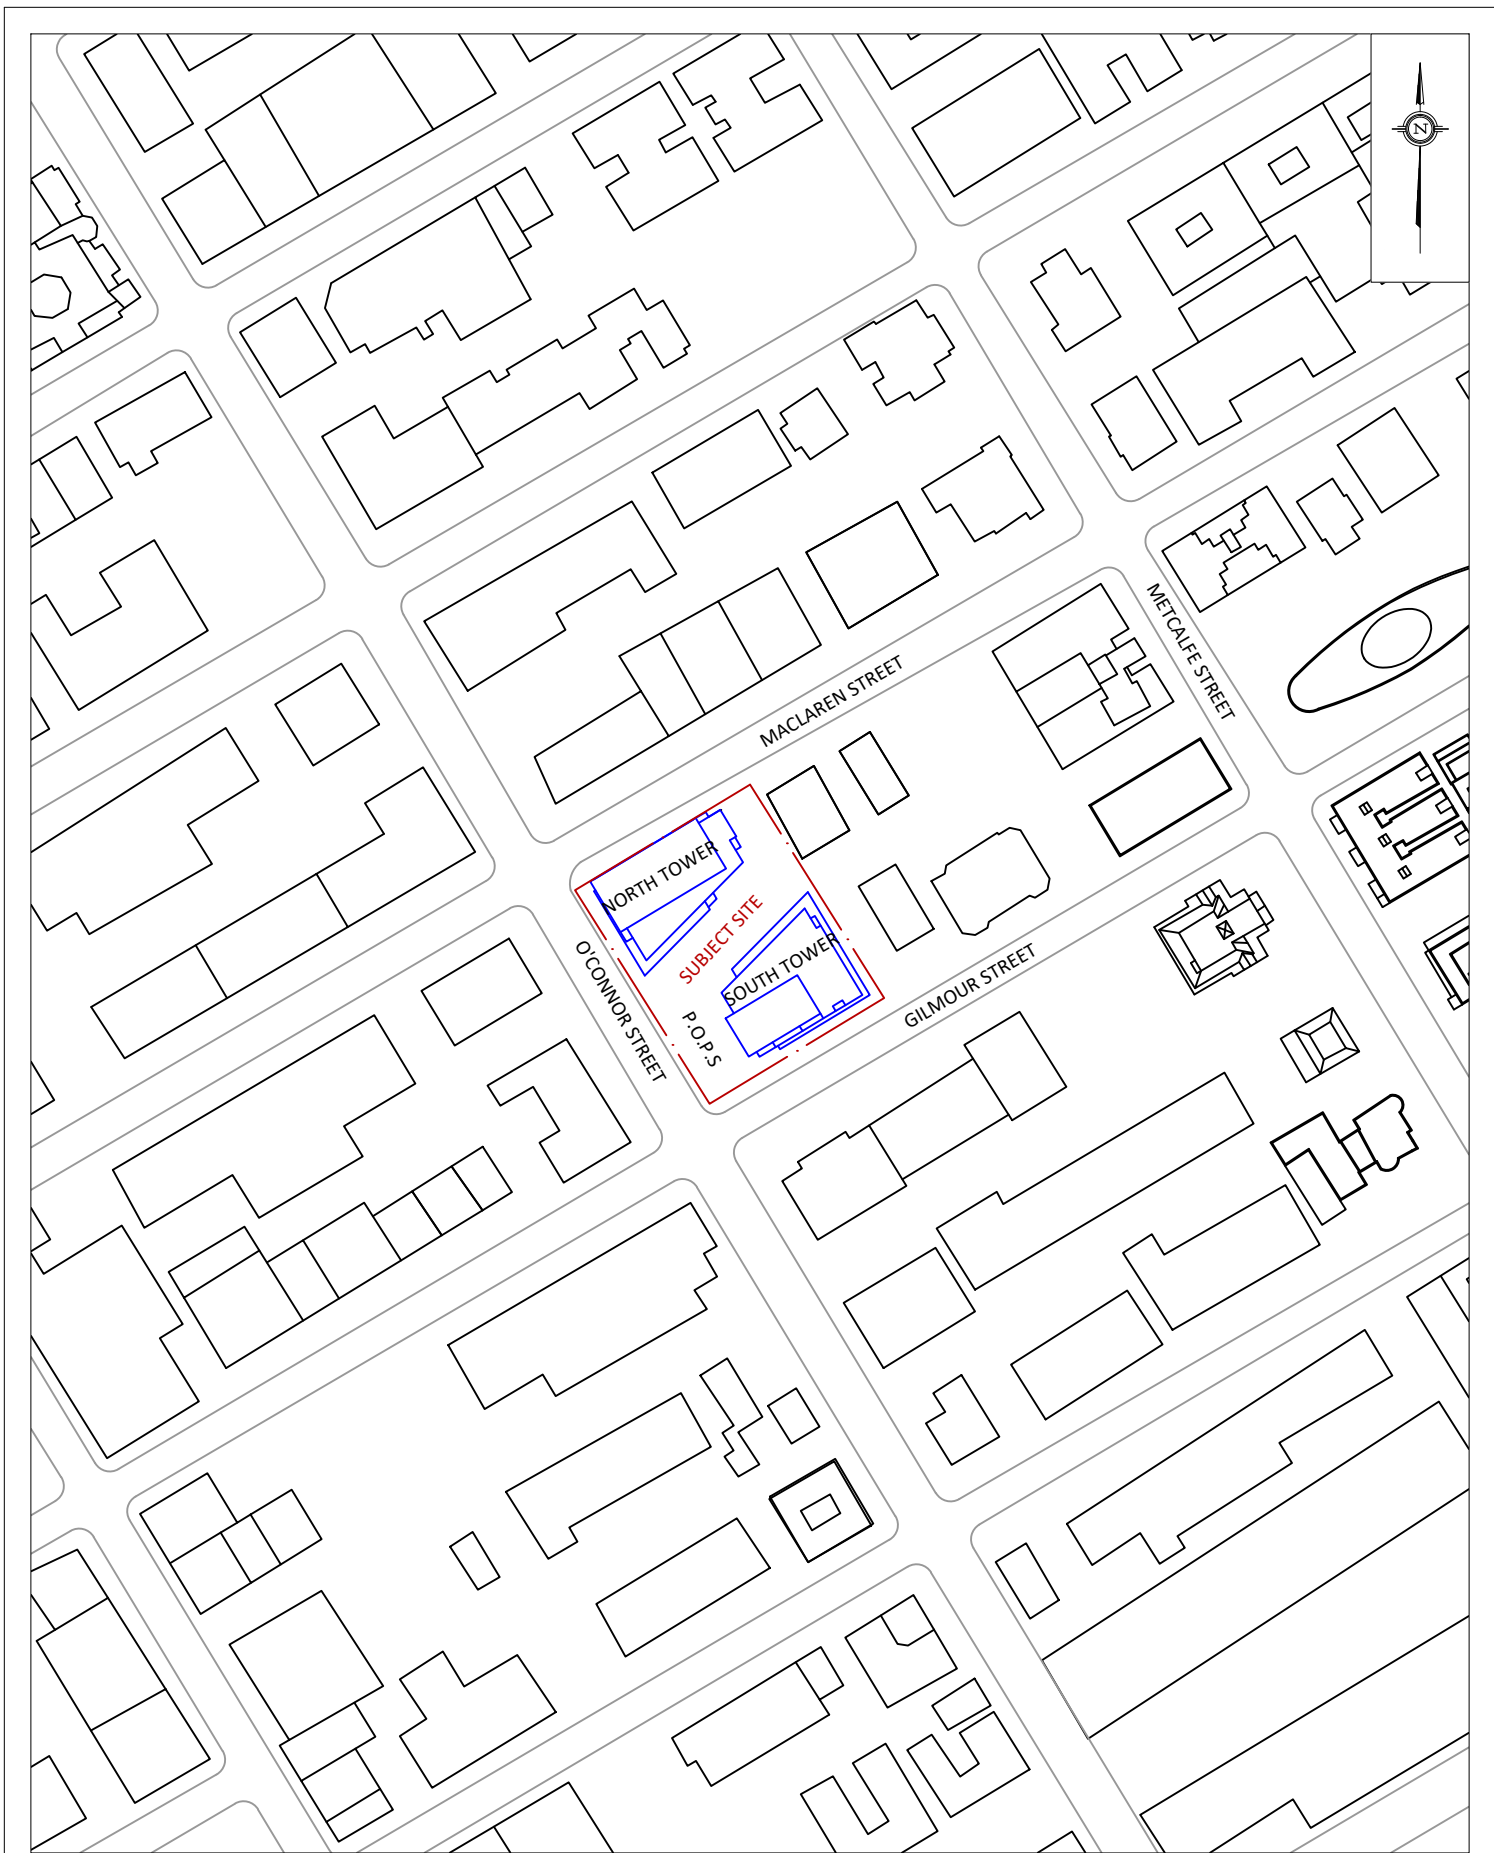 N
METCALFE STREET
MACLAREN STREET
NORTH TOWER
SUBJECT SITE
SOUTH TOWER
O'CONNOR STREET
P.O.P.S
GILMOUR STREET